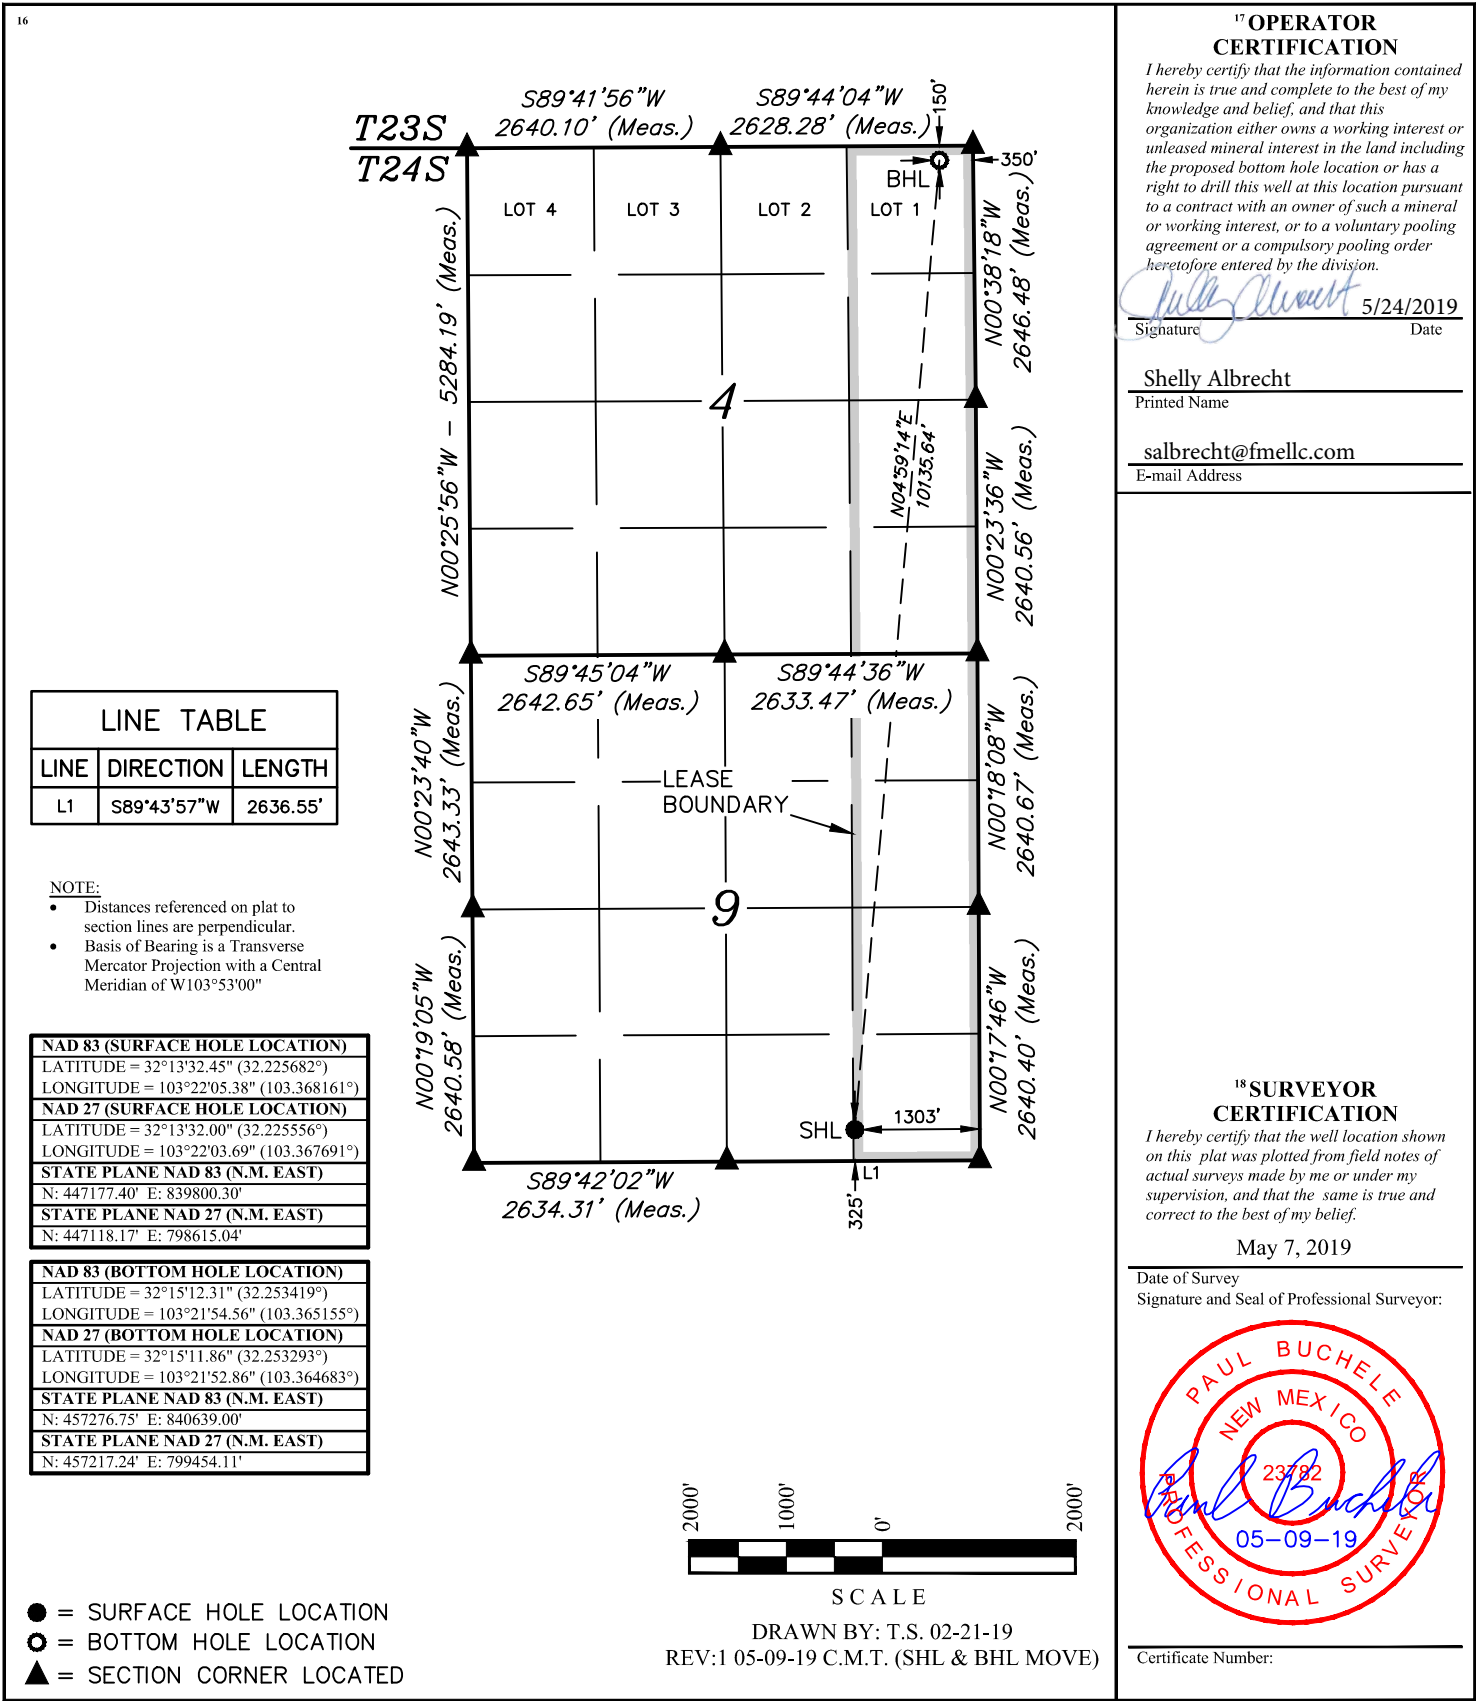 16
T23S
T24S
S89°41'56"W
2640.10' (Meas.)
S89°44'04"W
2628.28' (Meas.)
150'
350'
BHL
LOT 4
LOT 3
LOT 2
LOT 1
N00°25'56"W – 5284.19' (Meas.)
N00°38'18"W
2646.48' (Meas.)
4
N04°59'14"E
10135.64'
N00°23'36"W
2640.56' (Meas.)
S89°45'04"W
2642.65' (Meas.)
S89°44'36"W
2633.47' (Meas.)
N00°23'40"W
2643.33' (Meas.)
LEASE
BOUNDARY
N00°18'08"W
2640.67' (Meas.)
9
N00°19'05"W
2640.58' (Meas.)
N00°17'46"W
2640.40' (Meas.)
SHL
1303'
L1
325'
S89°42'02"W
2634.31' (Meas.)
LINE TABLE
LINE DIRECTION LENGTH
L1 S89°43'57"W 2636.55'
NOTE:
• Distances referenced on plat to
section lines are perpendicular.
• Basis of Bearing is a Transverse
Mercator Projection with a Central
Meridian of W103°53'00"
NAD 83 (SURFACE HOLE LOCATION)
LATITUDE = 32°13'32.45" (32.225682°)
LONGITUDE = 103°22'05.38" (103.368161°)
NAD 27 (SURFACE HOLE LOCATION)
LATITUDE = 32°13'32.00" (32.225556°)
LONGITUDE = 103°22'03.69" (103.367691°)
STATE PLANE NAD 83 (N.M. EAST)
N: 447177.40' E: 839800.30'
STATE PLANE NAD 27 (N.M. EAST)
N: 447118.17' E: 798615.04'
NAD 83 (BOTTOM HOLE LOCATION)
LATITUDE = 32°15'12.31" (32.253419°)
LONGITUDE = 103°21'54.56" (103.365155°)
NAD 27 (BOTTOM HOLE LOCATION)
LATITUDE = 32°15'11.86" (32.253293°)
LONGITUDE = 103°21'52.86" (103.364683°)
STATE PLANE NAD 83 (N.M. EAST)
N: 457276.75' E: 840639.00'
STATE PLANE NAD 27 (N.M. EAST)
N: 457217.24' E: 799454.11'
= SURFACE HOLE LOCATION
= BOTTOM HOLE LOCATION
= SECTION CORNER LOCATED
2000' 1000' 0' 2000'
SCALE
DRAWN BY: T.S. 02-21-19
REV:1 05-09-19 C.M.T. (SHL & BHL MOVE)
17 OPERATOR
CERTIFICATION
I hereby certify that the information contained
herein is true and complete to the best of my
knowledge and belief, and that this
organization either owns a working interest or
unleased mineral interest in the land including
the proposed bottom hole location or has a
right to drill this well at this location pursuant
to a contract with an owner of such a mineral
or working interest, or to a voluntary pooling
agreement or a compulsory pooling order
heretofore entered by the division.
5/24/2019
Signature Date
Shelly Albrecht
Printed Name
salbrecht@fmellc.com
E-mail Address
18 SURVEYOR
CERTIFICATION
I hereby certify that the well location shown
on this plat was plotted from field notes of
actual surveys made by me or under my
supervision, and that the same is true and
correct to the best of my belief.
May 7, 2019
Date of Survey
Signature and Seal of Professional Surveyor:
PAUL BUCHELE
NEW MEXICO
23782
Paul Buchele
05-09-19
PROFESSIONAL SURVEYOR
Certificate Number: